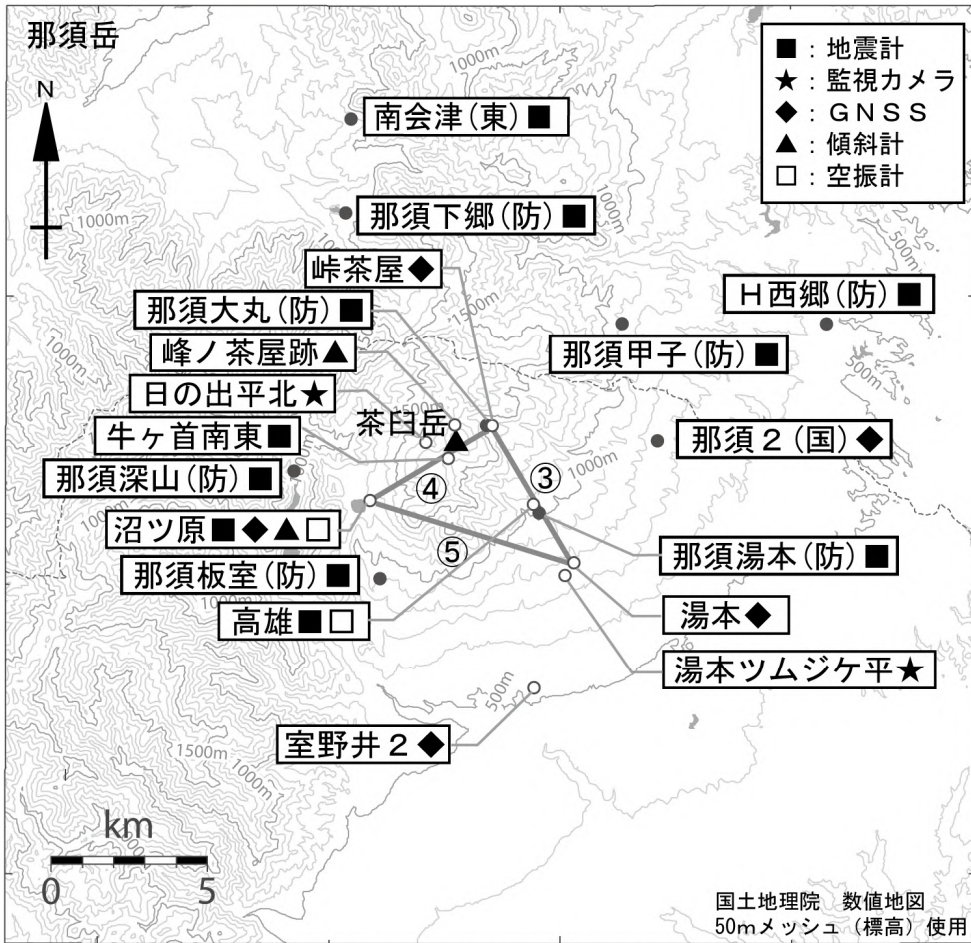 那須岳
N
■:地震計
★:監視カメラ
◆:GNSS
▲:傾斜計
□:空振計
1000m
南会津(東)■
那須下郷(防)■
1000m
500m
峠茶屋◆
1500m
那須大丸(防)■
H西郷(防)■
峰ノ茶屋跡▲
那須甲子(防)■
日の出平北★
茶臼岳
牛ヶ首南東■
那須2(国)◆
1000m
那須深山(防)■
④
③
沼ツ原■◆▲□
⑤
那須湯本(防)■
那須板室(防)■
1000m
高雄■□
湯本◆
湯本ツムジケ平★
500m
室野井2◆
1500m
1000m
km
0 5
国土地理院 数値地図
50mメッシュ(標高)使用